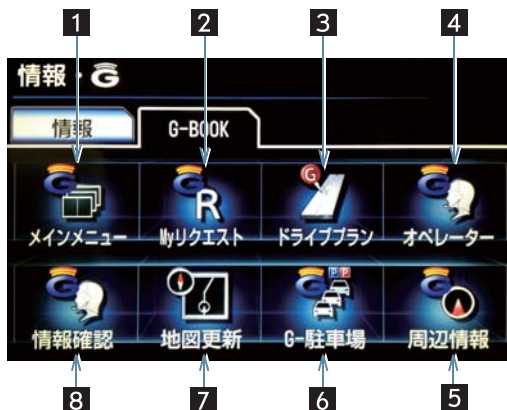 1 2 3 4
情報・G
情報 G-BOOK
メインメニュー Myリクエスト ドライブプラン オペレーター
情報確認 地図更新 G-駐車場 周辺情報
8 7 6 5